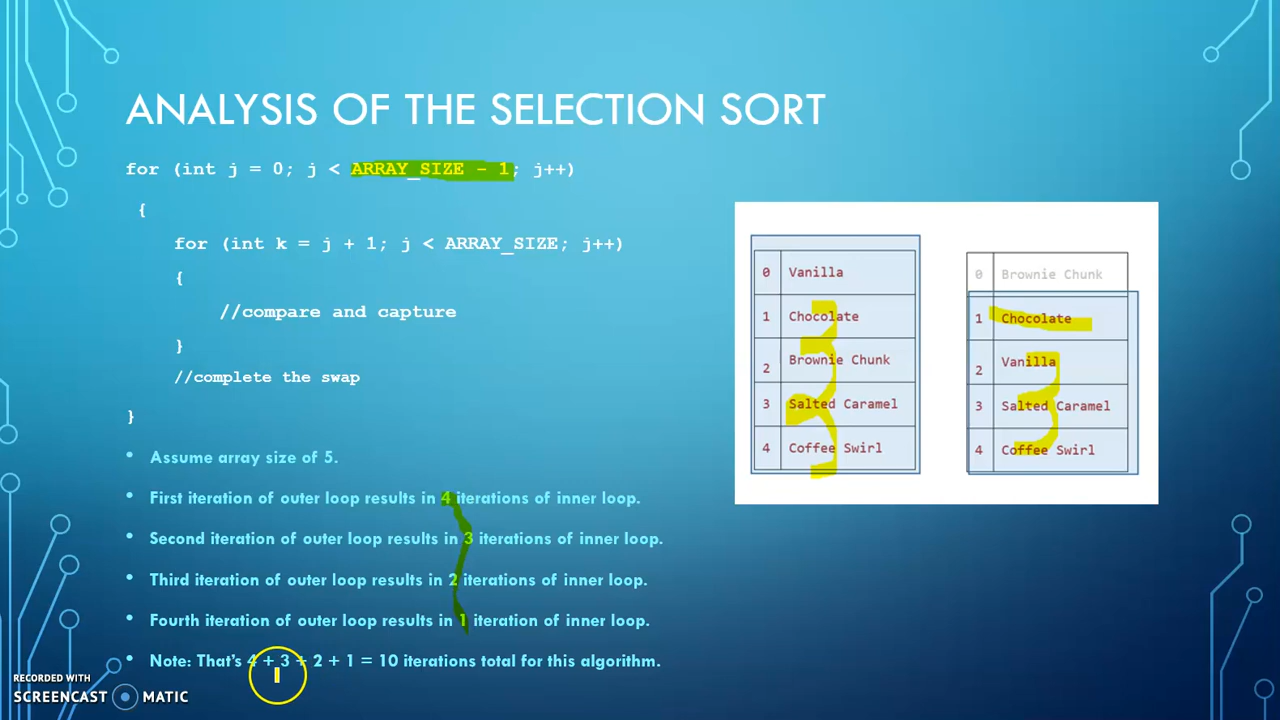 ANALYSIS OF THE SELECTION SORT
for (int j = 0; j < ARRAY_SIZE - 1; j++)
{
for (int k = j + 1; j < ARRAY_SIZE; j++)
{
//compare and capture
}
//complete the swap
}
• Assume array size of 5.
• First iteration of outer loop results in 4 iterations of inner loop.
• Second iteration of outer loop results in 3 iterations of inner loop.
• Third iteration of outer loop results in 2 iterations of inner loop.
• Fourth iteration of outer loop results in 1 iteration of inner loop.
• Note: That's 4 + 3 + 2 + 1 = 10 iterations total for this algorithm.
0 Vanilla
1 Chocolate
2 Brownie Chunk
3 Salted Caramel
4 Coffee Swirl
0 Brownie Chunk
1 Chocolate
2 Vanilla
3 Salted Caramel
4 Coffee Swirl
RECORDED WITH
SCREENCAST MATIC